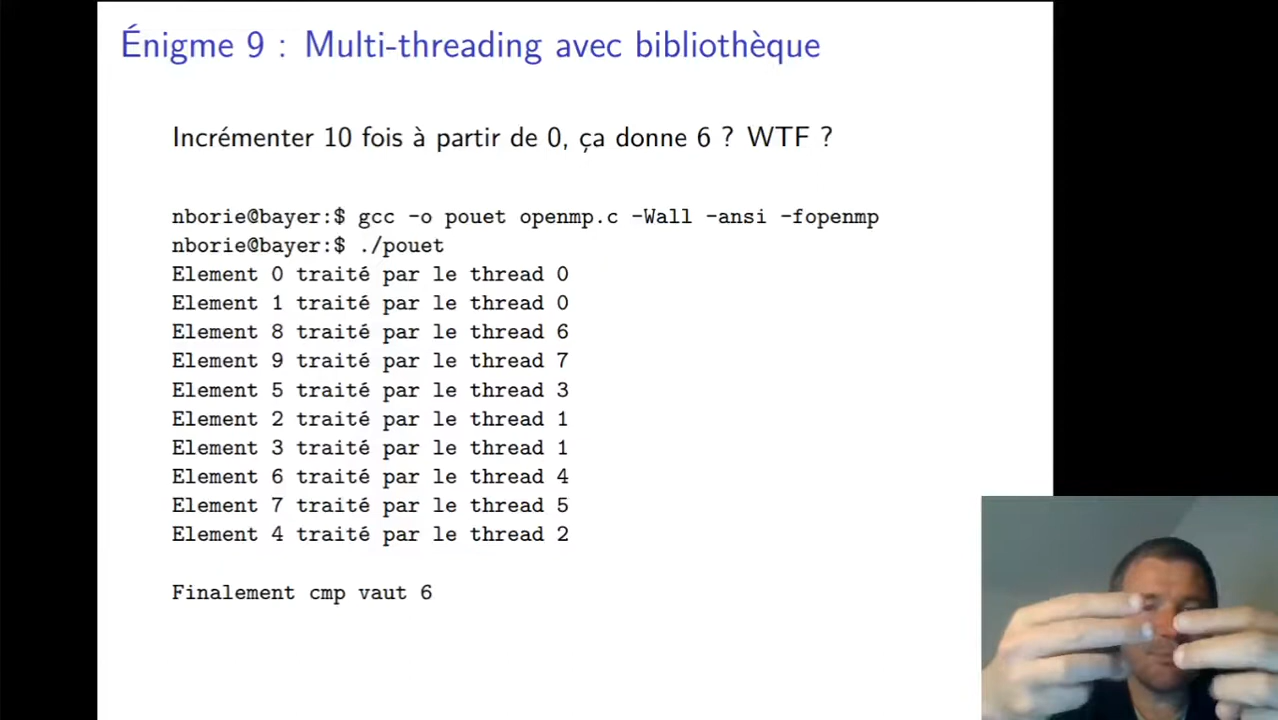 Énigme 9 : Multi-threading avec bibliothèque
Incrémenter 10 fois à partir de 0, ça donne 6 ? WTF ?
nborie@bayer:$ gcc -o pouet openmp.c -Wall -ansi -fopenmp
nborie@bayer:$ ./pouet
Element 0 traité par le thread 0
Element 1 traité par le thread 0
Element 8 traité par le thread 6
Element 9 traité par le thread 7
Element 5 traité par le thread 3
Element 2 traité par le thread 1
Element 3 traité par le thread 1
Element 6 traité par le thread 4
Element 7 traité par le thread 5
Element 4 traité par le thread 2
Finalement cmp vaut 6